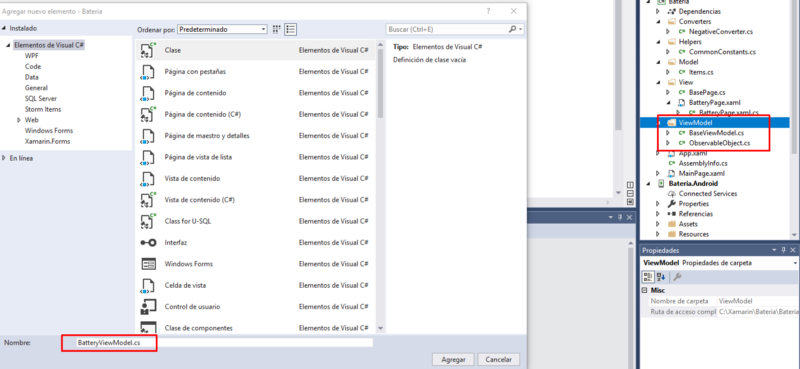 Agregar nuevo elemento - Bateria
?
Instalado
Ordenar por: Predeterminado
Buscar (Ctrl+E)
Elementos de Visual C#
WPF
Code
Data
General
SQL Server
Storm Items
Web
Windows Forms
Xamarin.Forms
En línea
Clase Elementos de Visual C#
Página con pestañas Elementos de Visual C#
Página de contenido Elementos de Visual C#
Página de contenido (C#) Elementos de Visual C#
Página de maestro y detalles Elementos de Visual C#
Página de vista de lista Elementos de Visual C#
Vista de contenido Elementos de Visual C#
Vista de contenido (C#) Elementos de Visual C#
Class for U-SQL Elementos de Visual C#
Interfaz Elementos de Visual C#
Windows Forms Elementos de Visual C#
Celda de vista Elementos de Visual C#
Control de usuario Elementos de Visual C#
Clase de componentes Elementos de Visual C#
Tipo: Elementos de Visual C#
Definición de clase vacía
Nombre: BatteryViewModel.cs
Agregar
Cancelar
Bateria
Dependencies
Converters
C# NegativeConverter.cs
Helpers
C# CommonConstants.cs
Model
C# Items.cs
View
C# BasePage.cs
BatteryPage.xaml
BatteryPage.xaml.cs
ViewModel
C# BaseViewModel.cs
C# ObservableObject.cs
App.xaml
C# AssemblyInfo.cs
MainPage.xaml
Bateria.Android
Connected Services
Properties
Referencias
Assets
Resources
Propiedades
ViewModel Propiedades de carpeta
Misc
Nombre de carpeta ViewModel
Ruta de acceso compl C:\Xamarin\Bateria\Bateria